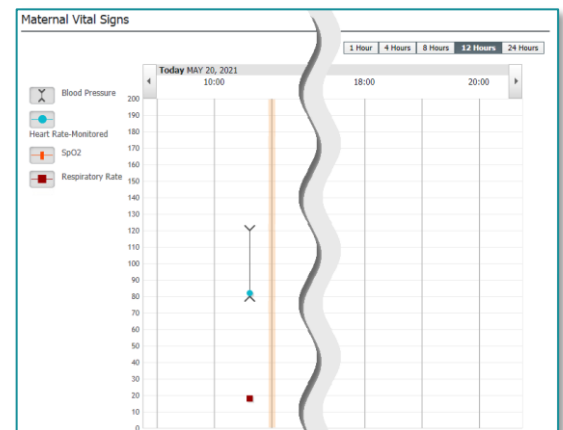 Maternal Vital Signs
1 Hour 4 Hours 8 Hours 12 Hours 24 Hours
Today MAY 20, 2021
10:00 18:00 20:00
Blood Pressure
Heart Rate-Monitored
SpO2
Respiratory Rate
200
190
180
170
160
150
140
130
120
110
100
90
80
70
60
50
40
30
20
10
0